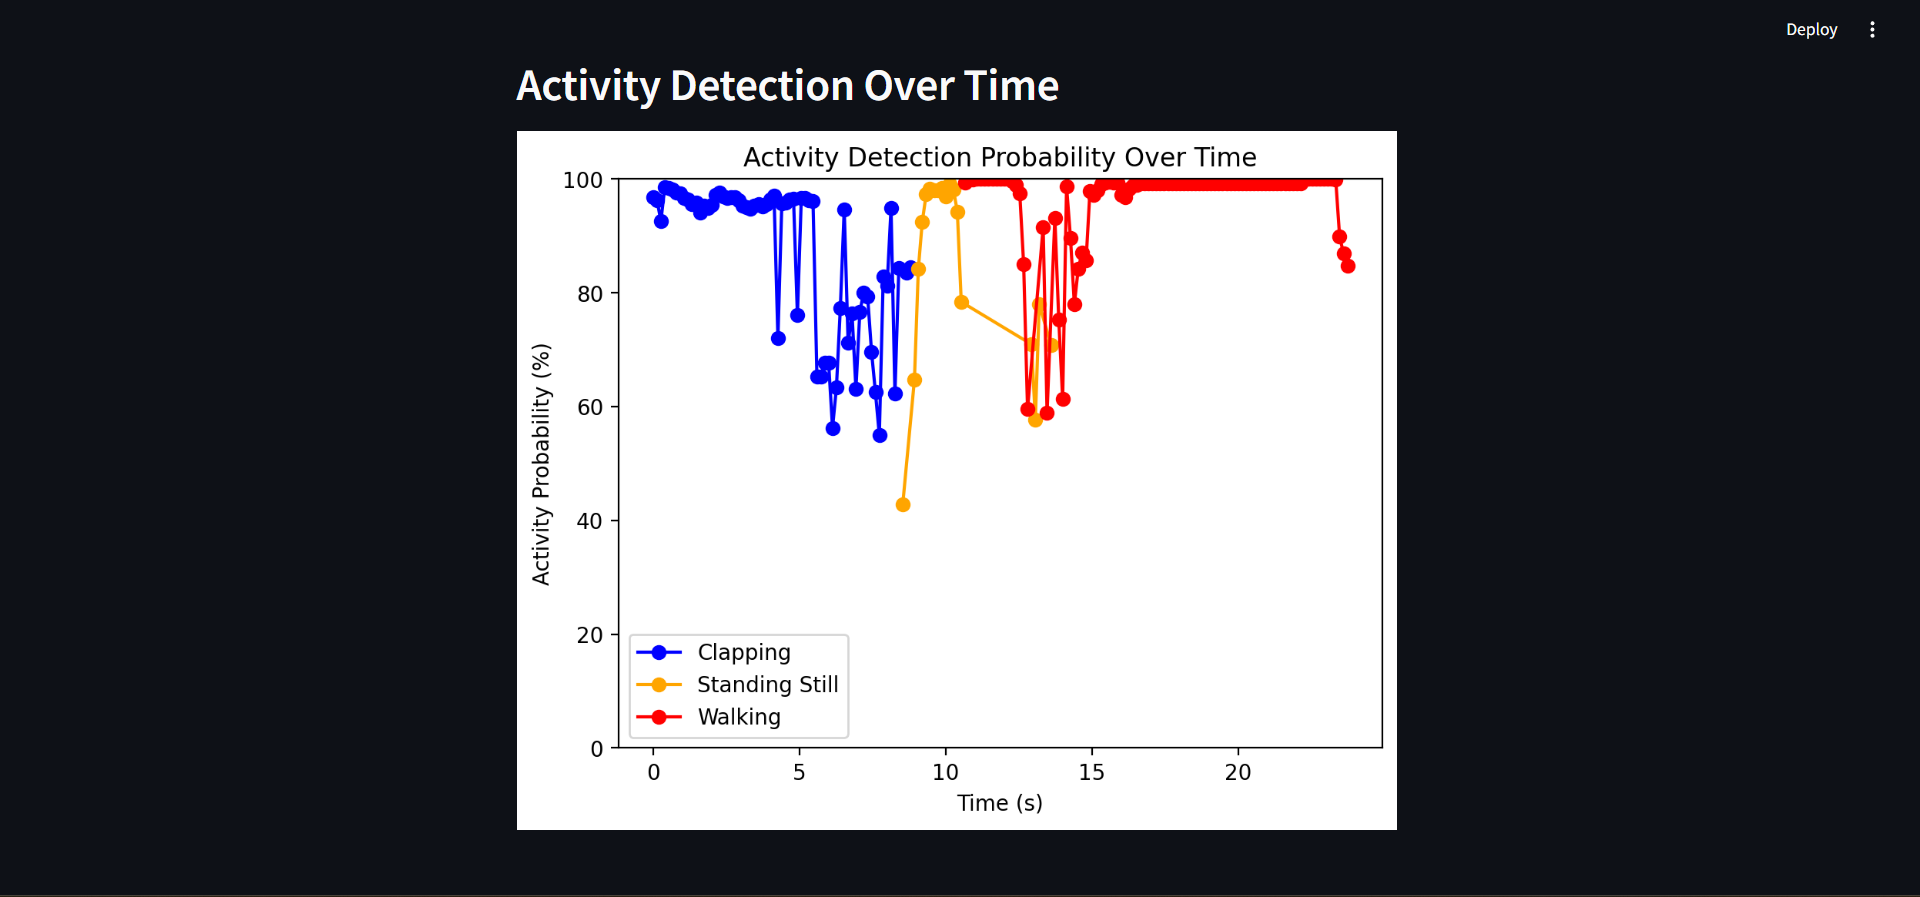 Deploy
Activity Detection Over Time
Activity Detection Probability Over Time
100
80
60
40
20
0
Activity Probability (%)
Clapping
Standing Still
Walking
0 5 10 15 20
Time (s)